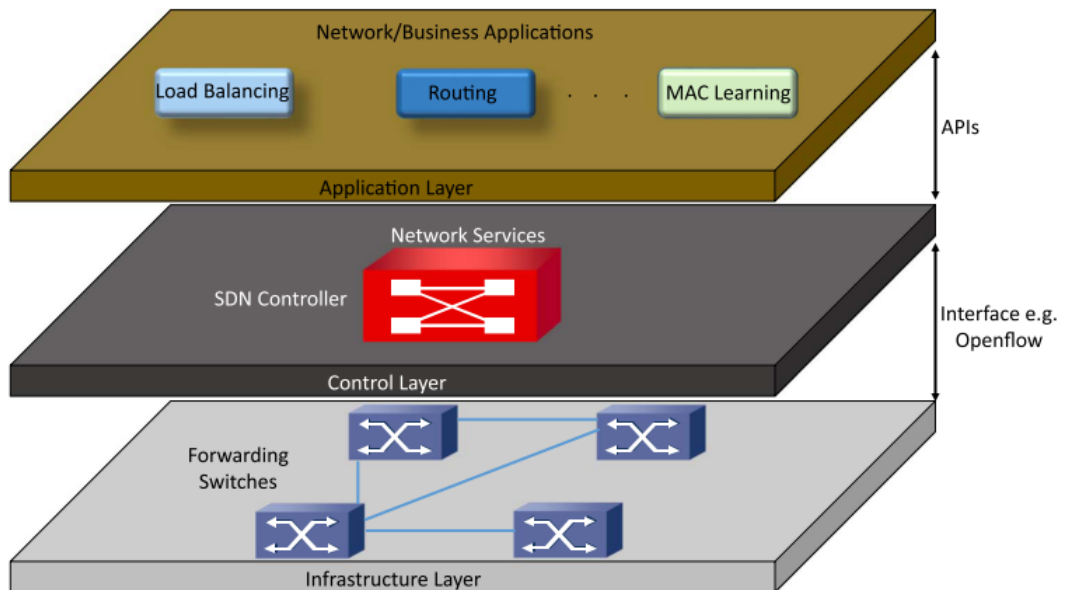 Network/Business Applications
Load Balancing
Routing
. . . .
MAC Learning
APIs
Application Layer
Network Services
SDN Controller
Interface e.g.
Openflow
Control Layer
Forwarding
Switches
Infrastructure Layer